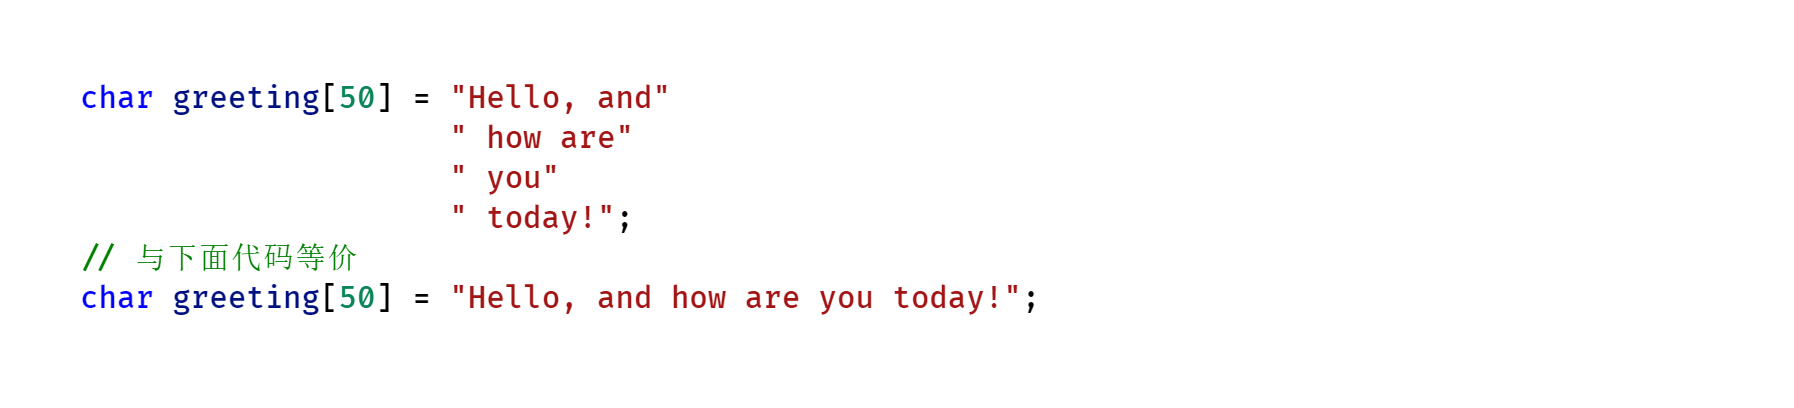 char greeting[50] = "Hello, and"
                    " how are"
                    " you"
                    " today!";
// 与下面代码等价
char greeting[50] = "Hello, and how are you today!";